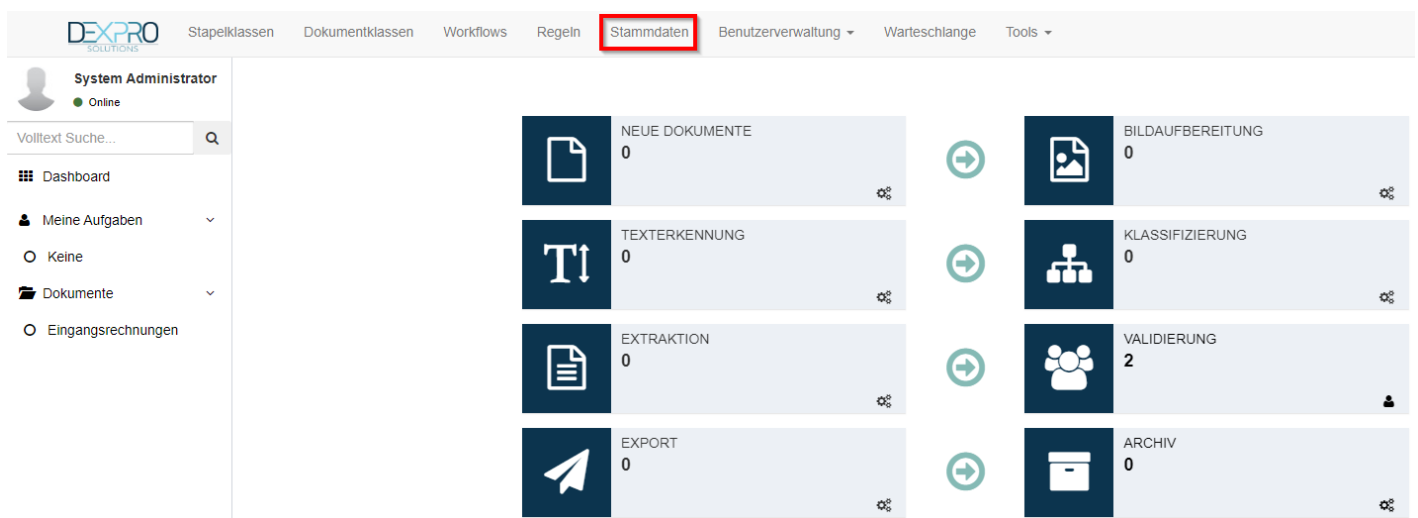 DEXPRO
SOLUTIONS
Stapelklassen Dokumentklassen Workflows Regeln Stammdaten Benutzerverwaltung Warteschlange Tools
System Administrator
Online
Volltext Suche...
Dashboard
Meine Aufgaben
Keine
Dokumente
Eingangsrechnungen
NEUE DOKUMENTE
0
BILDAUFBEREITUNG
0
TEXTERKENNUNG
0
KLASSIFIZIERUNG
0
EXTRAKTION
0
VALIDIERUNG
2
EXPORT
0
ARCHIV
0